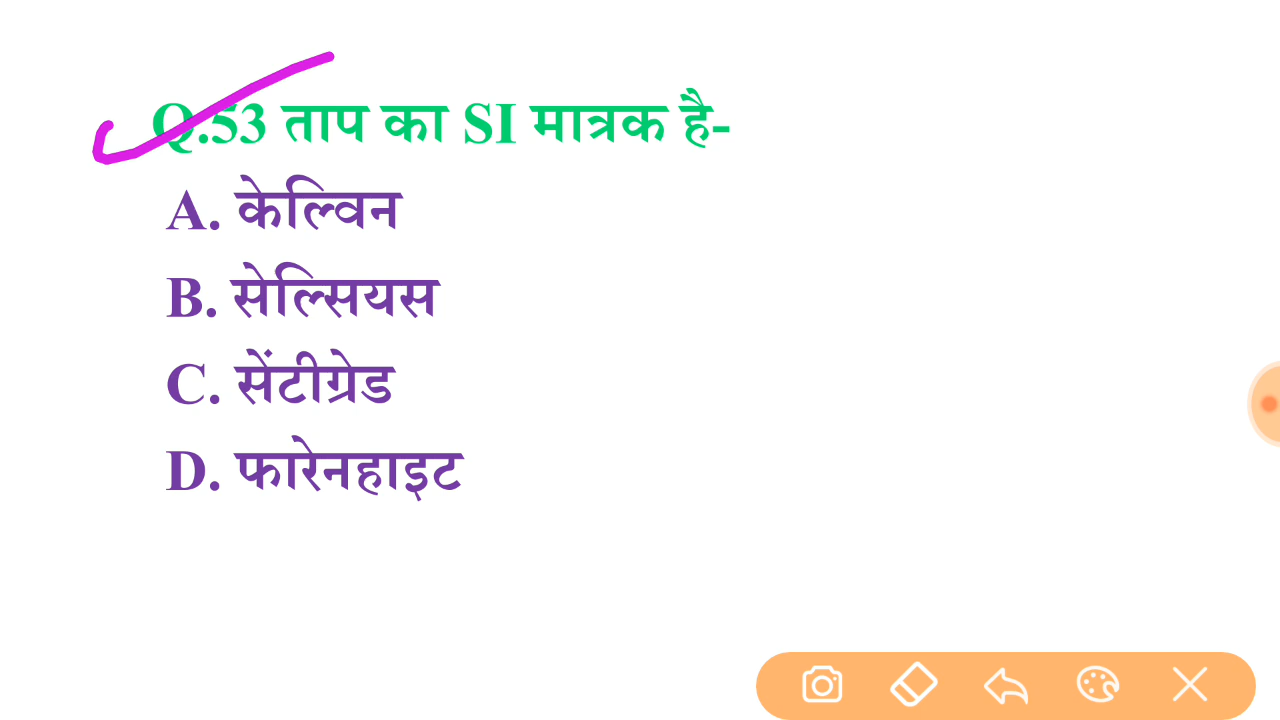 Q.53 ताप का SI मात्रक है-
A. केल्विन
B. सेल्सियस
C. सेंटीग्रेड
D. फारेनहाइट